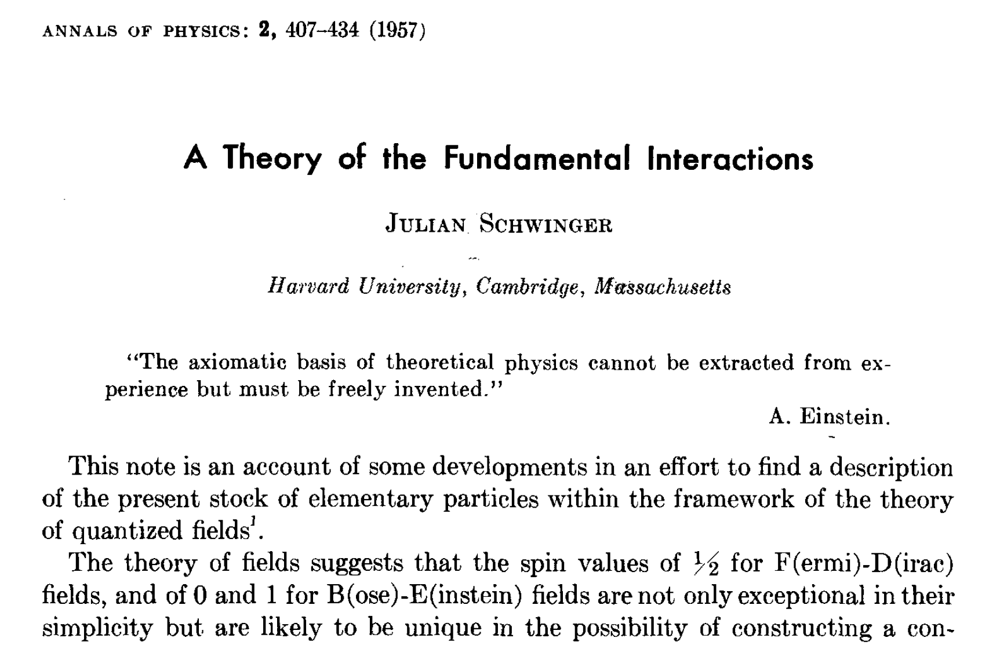 ANNALS OF PHYSICS: 2, 407–434 (1957)
A Theory of the Fundamental Interactions
JULIAN SCHWINGER
Harvard University, Cambridge, Massachusetts
“The axiomatic basis of theoretical physics cannot be extracted from ex-
perience but must be freely invented.”
A. Einstein.
This note is an account of some developments in an effort to find a description
of the present stock of elementary particles within the framework of the theory
of quantized fields¹.
The theory of fields suggests that the spin values of ½ for F(ermi)-D(irac)
fields, and of 0 and 1 for B(ose)-E(instein) fields are not only exceptional in their
simplicity but are likely to be unique in the possibility of constructing a con-